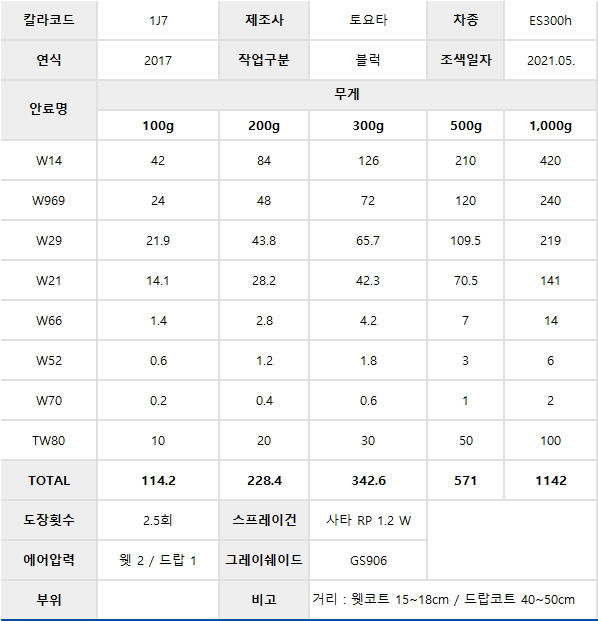 칼라코드 1J7 제조사 토요타 차종 ES300h
연식 2017 작업구분 블럭 조색일자 2021.05.
안료명 무게
100g 200g 300g 500g 1,000g
W14 42 84 126 210 420
W969 24 48 72 120 240
W29 21.9 43.8 65.7 109.5 219
W21 14.1 28.2 42.3 70.5 141
W66 1.4 2.8 4.2 7 14
W52 0.6 1.2 1.8 3 6
W70 0.2 0.4 0.6 1 2
TW80 10 20 30 50 100
TOTAL 114.2 228.4 342.6 571 1142
도장횟수 2.5회 스프레이건 사타 RP 1.2 W
에어압력 웻 2 / 드랍 1 그레이쉐이드 GS906
부위 비고 거리 : 웻코트 15~18cm / 드랍코트 40~50cm